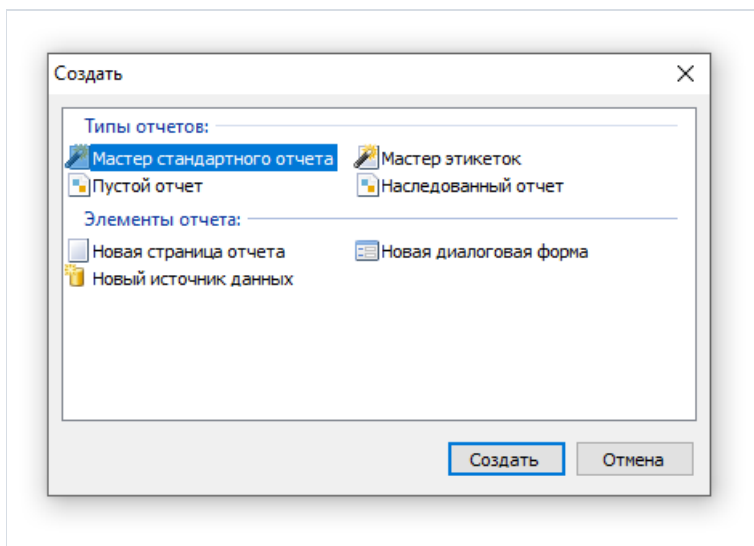 Создать
Типы отчетов:
Мастер стандартного отчета Мастер этикеток
Пустой отчет Наследованный отчет
Элементы отчета:
Новая страница отчета Новая диалоговая форма
Новый источник данных
Создать Отмена